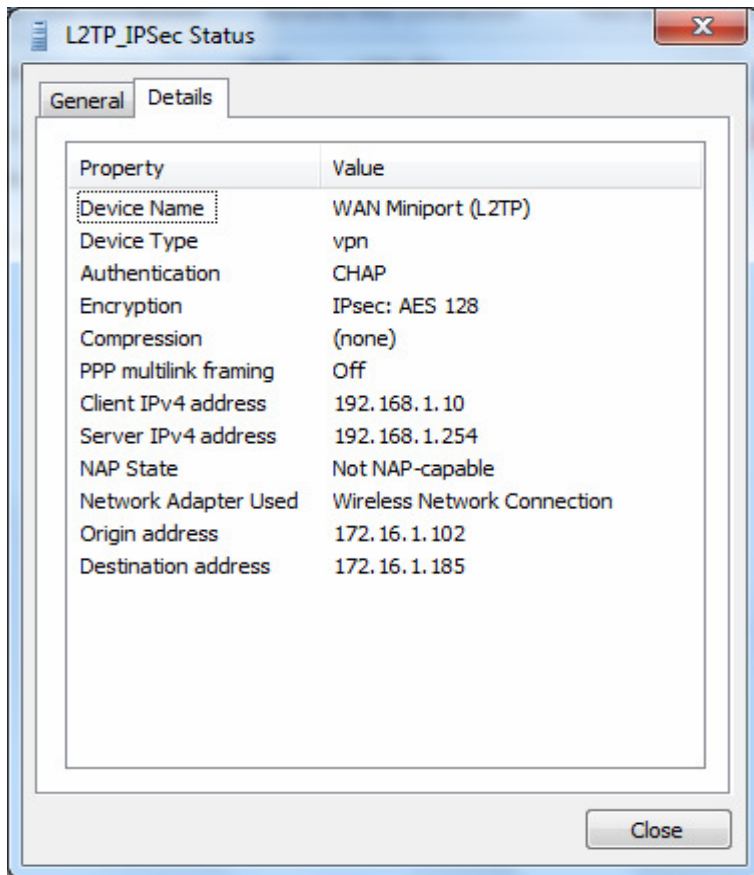 L2TP_IPSec Status
General Details
Property Value
Device Name WAN Miniport (L2TP)
Device Type vpn
Authentication CHAP
Encryption IPsec: AES 128
Compression (none)
PPP multilink framing Off
Client IPv4 address 192.168.1.10
Server IPv4 address 192.168.1.254
NAP State Not NAP-capable
Network Adapter Used Wireless Network Connection
Origin address 172.16.1.102
Destination address 172.16.1.185
Close